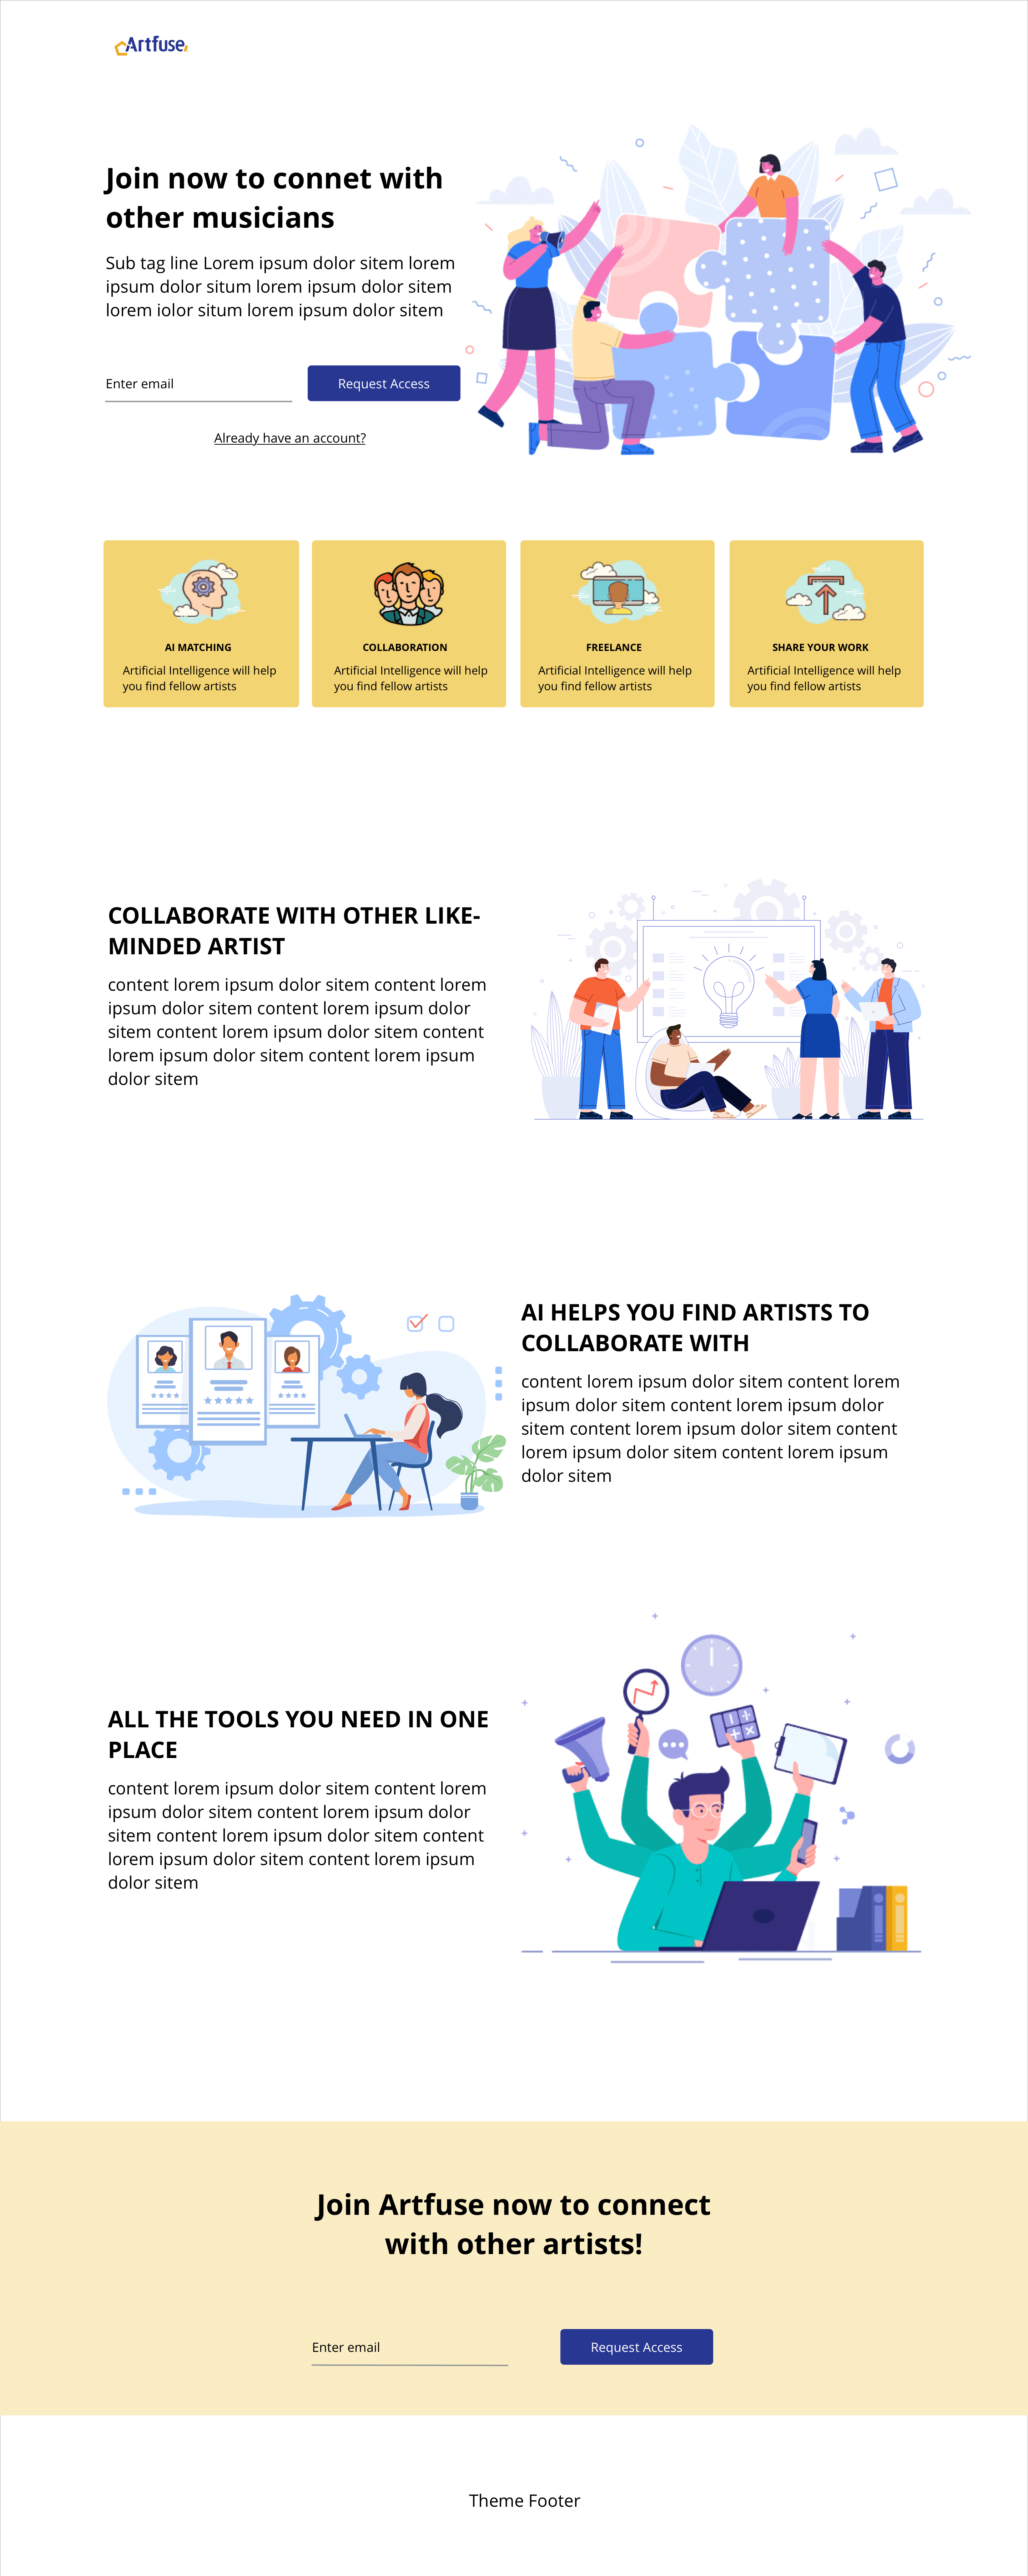 Artfuse
Join now to connet with
other musicians
Sub tag line Lorem ipsum dolor sitem lorem
ipsum dolor situm lorem ipsum dolor sitem
lorem iolor situm lorem ipsum dolor sitem
Enter email
Request Access
Already have an account?
AI MATCHING
Artificial Intelligence will help
you find fellow artists
COLLABORATION
Artificial Intelligence will help
you find fellow artists
FREELANCE
Artificial Intelligence will help
you find fellow artists
SHARE YOUR WORK
Artificial Intelligence will help
you find fellow artists
COLLABORATE WITH OTHER LIKE-
MINDED ARTIST
content lorem ipsum dolor sitem content lorem
ipsum dolor sitem content lorem ipsum dolor
sitem content lorem ipsum dolor sitem content
lorem ipsum dolor sitem content lorem ipsum
dolor sitem
AI HELPS YOU FIND ARTISTS TO
COLLABORATE WITH
content lorem ipsum dolor sitem content lorem
ipsum dolor sitem content lorem ipsum dolor
sitem content lorem ipsum dolor sitem content
lorem ipsum dolor sitem content lorem ipsum
dolor sitem
ALL THE TOOLS YOU NEED IN ONE
PLACE
content lorem ipsum dolor sitem content lorem
ipsum dolor sitem content lorem ipsum dolor
sitem content lorem ipsum dolor sitem content
lorem ipsum dolor sitem content lorem ipsum
dolor sitem
Join Artfuse now to connect
with other artists!
Enter email
Request Access
Theme Footer